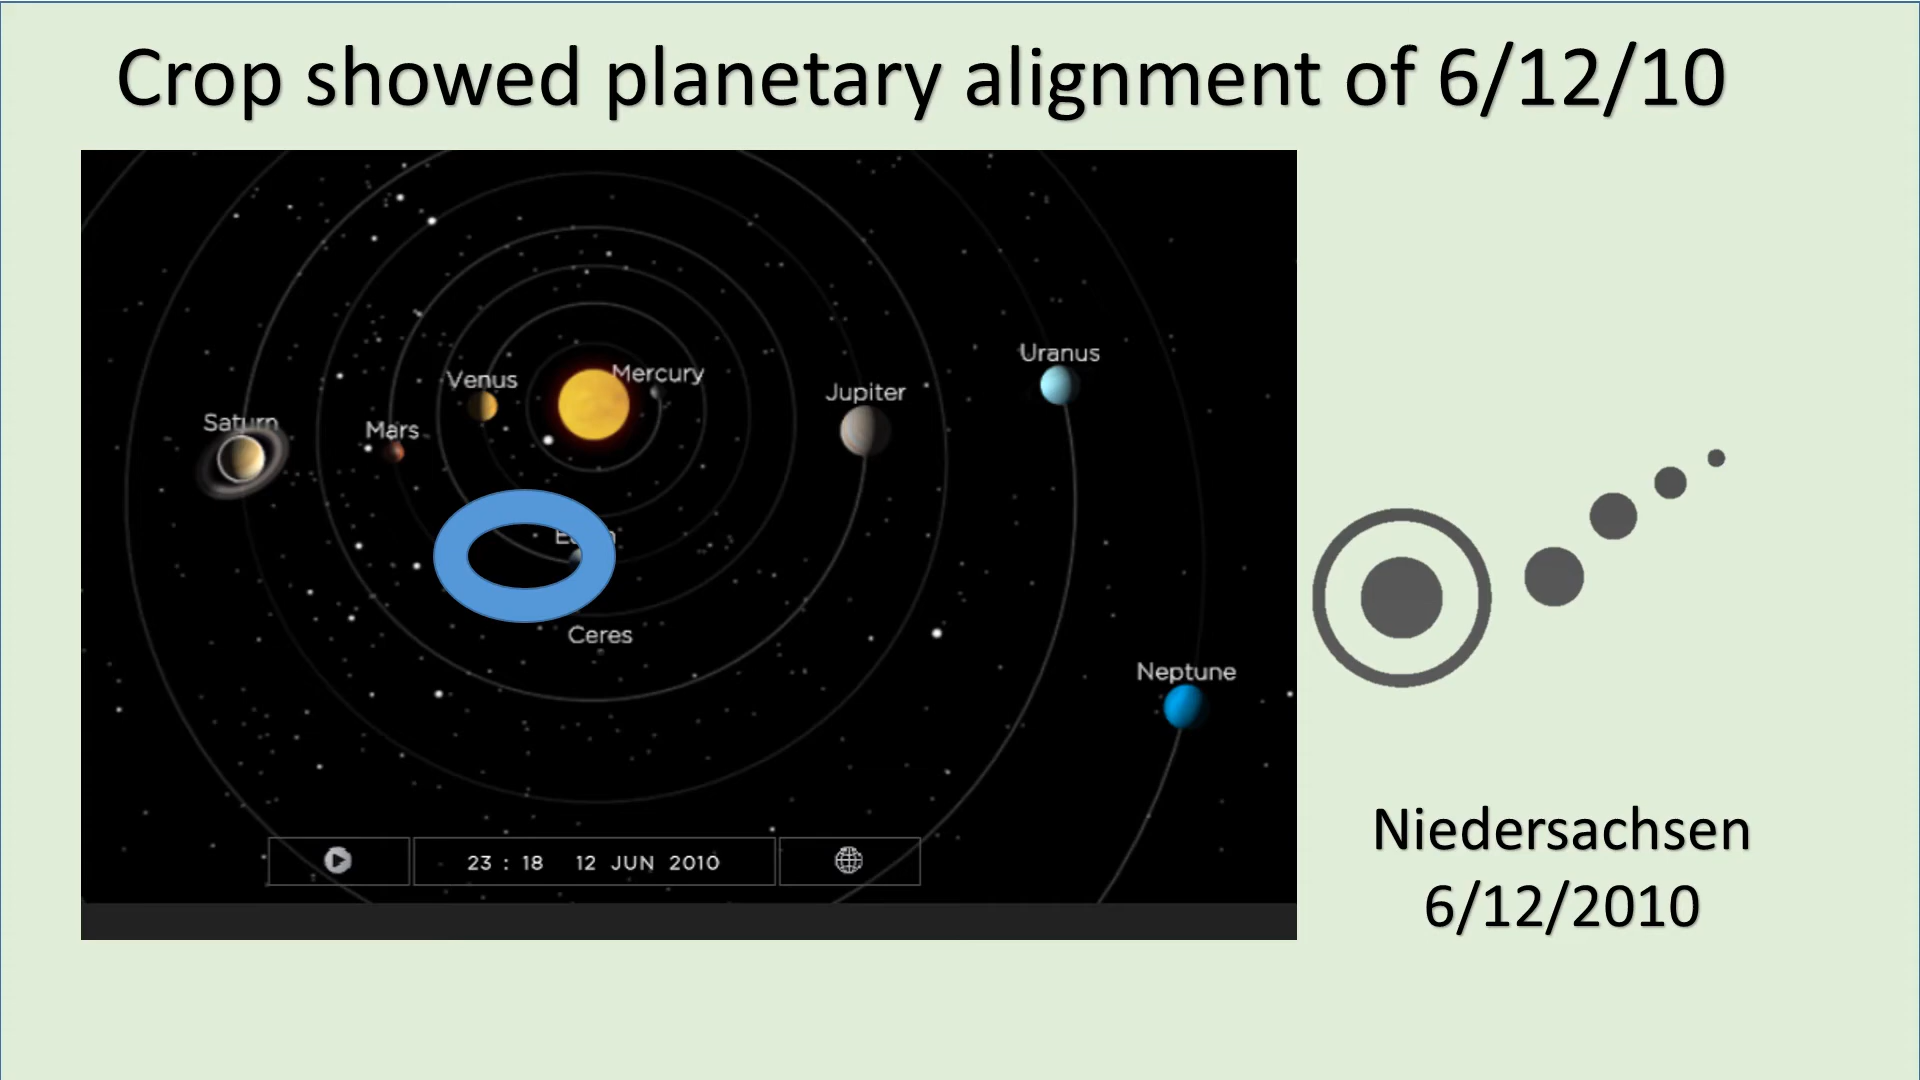 Crop showed planetary alignment of 6/12/10
Uranus
Mercury
Venus
Jupiter
Saturn
Mars
Ceres
Neptune
23 : 18 12 JUN 2010
Niedersachsen
6/12/2010